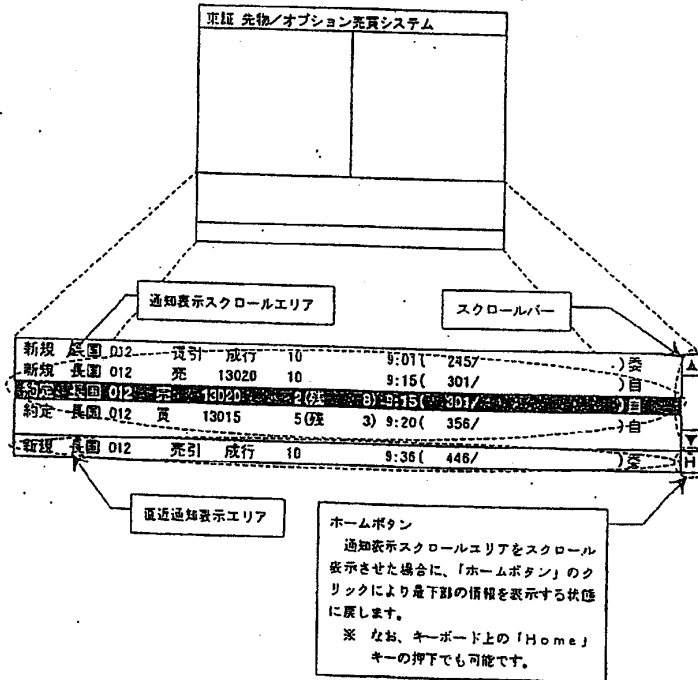 東証 先物/オプション売買システム
通知表示スクロールエリア
スクロールバー
新規 長国 012 売引 成行 10 9:01( 245/ )委
新規 長国 012 売 13020 10 9:15( 301/ )自
約定 長国 012 売 13020 2(残 8) 9:15( 301/ )自
約定 長国 012 買 13015 5(残 3) 9:20( 356/ )自
新規 長国 012 売引 成行 10 9:36( 446/ )委
H
直近通知表示エリア
ホームボタン
通知表示スクロールエリアをスクロール
表示させた場合に、「ホームボタン」のク
リックにより最下部の情報を表示する状態
に戻します。
※ なお、キーボード上の「Home」
キーの押下でも可能です。